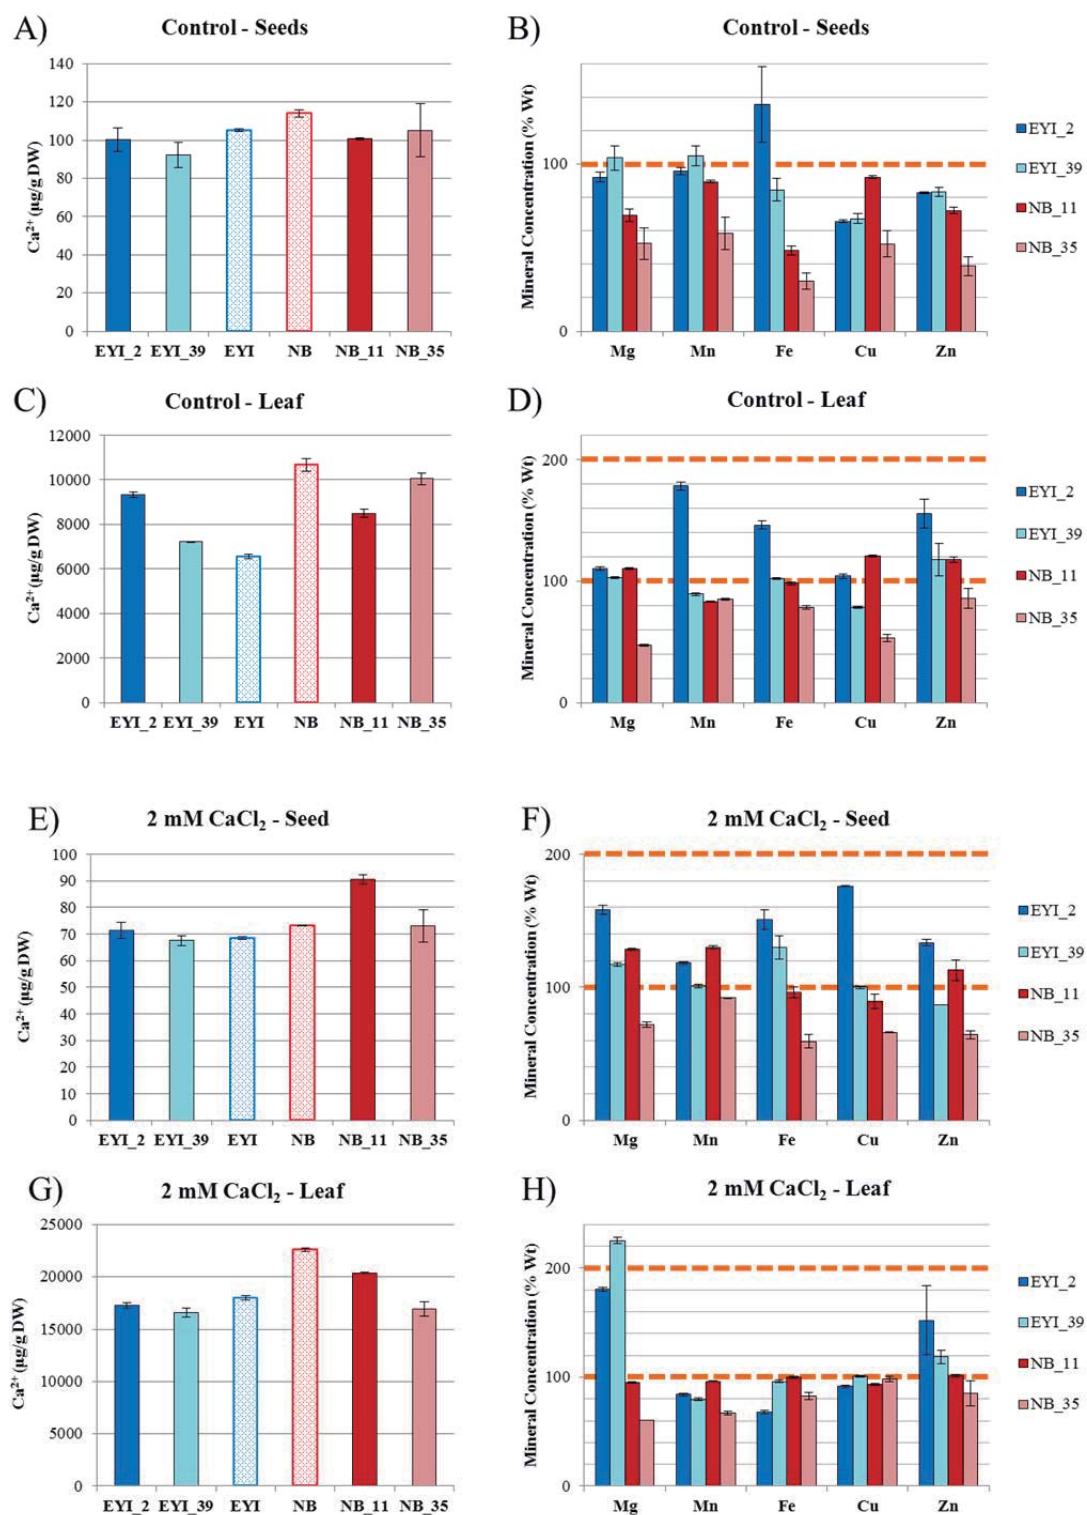 A)
Control - Seeds
Ca²⁺ (µg/g DW)
140
120
100
80
60
40
20
0
EYI_2 EYI_39 EYI NB NB_11 NB_35
B)
Control - Seeds
Mineral Concentration (% Wt)
100
0
Mg Mn Fe Cu Zn
EYI_2
EYI_39
NB_11
NB_35
C)
Control - Leaf
Ca²⁺ (µg/g DW)
12000
10000
8000
6000
4000
2000
0
EYI_2 EYI_39 EYI NB NB_11 NB_35
D)
Control - Leaf
Mineral Concentration (% Wt)
200
100
0
Mg Mn Fe Cu Zn
EYI_2
EYI_39
NB_11
NB_35
E)
2 mM CaCl₂ - Seed
Ca²⁺ (µg/g DW)
100
90
80
70
60
50
40
30
20
10
0
EYI_2 EYI_39 EYI NB NB_11 NB_35
F)
2 mM CaCl₂ - Seed
Mineral Concentration (% Wt)
200
100
0
Mg Mn Fe Cu Zn
EYI_2
EYI_39
NB_11
NB_35
G)
2 mM CaCl₂ - Leaf
Ca²⁺ (µg/g DW)
25000
20000
15000
10000
5000
0
EYI_2 EYI_39 EYI NB NB_11 NB_35
H)
2 mM CaCl₂ - Leaf
Mineral Concentration (% Wt)
200
100
0
Mg Mn Fe Cu Zn
EYI_2
EYI_39
NB_11
NB_35